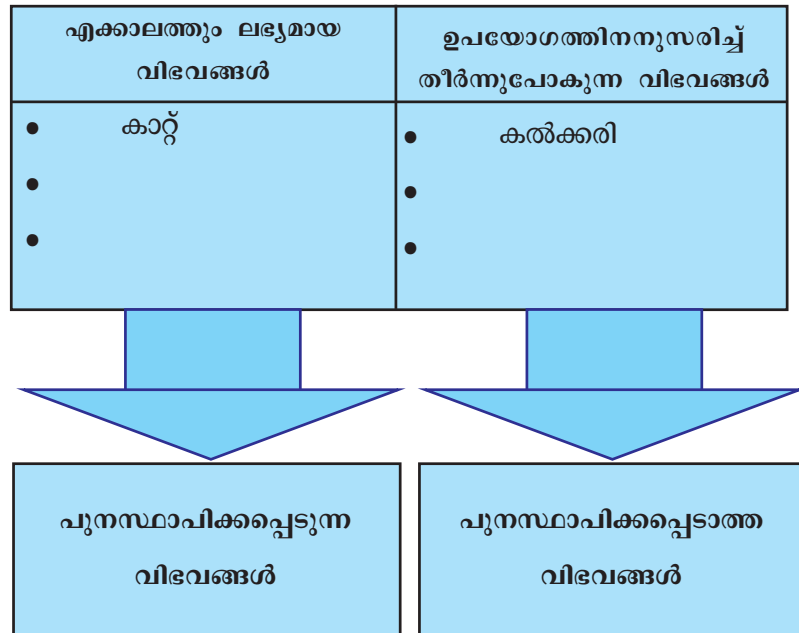 എക്കാലത്തും ലഭ്യമായ
വിഭവങ്ങൾ
ഉപയോഗത്തിനനുസരിച്ച്
തീർന്നുപോകുന്ന വിഭവങ്ങൾ
• കാറ്റ്
•
•
• കൽക്കരി
•
•
പുനസ്ഥാപിക്കപ്പെടുന്ന
വിഭവങ്ങൾ
പുനസ്ഥാപിക്കപ്പെടാത്ത
വിഭവങ്ങൾ